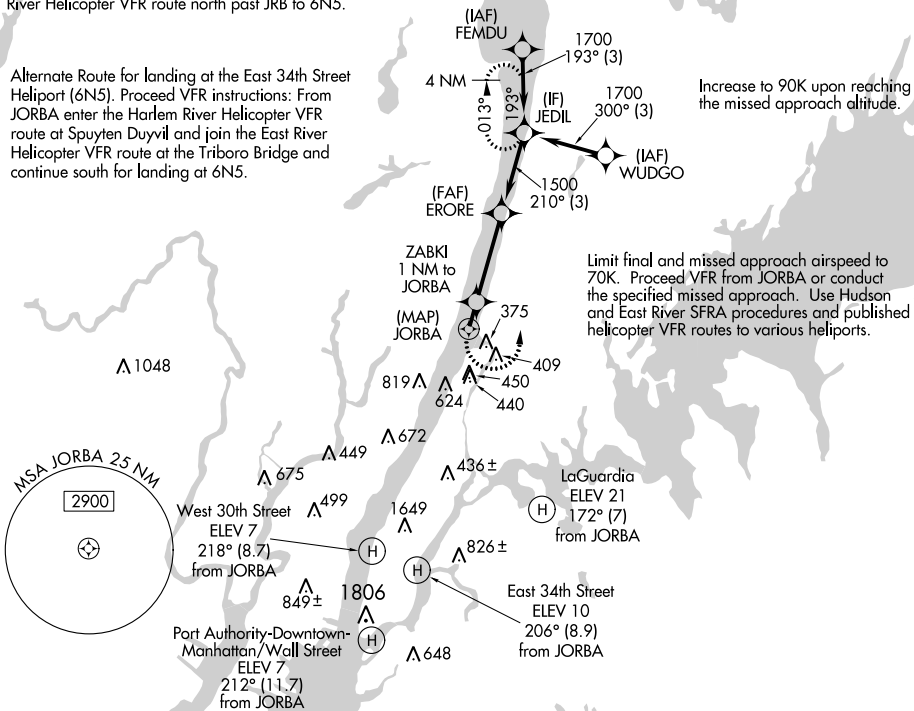 River Helicopter VFR route north past JRB to 6N5.
Alternate Route for landing at the East 34th Street
Heliport (6N5). Proceed VFR instructions: From
JORBA enter the Harlem River Helicopter VFR
route at Spuyten Duyvil and join the East River
Helicopter VFR route at the Triboro Bridge and
continue south for landing at 6N5.
(IAF)
FEMDU
1700
193° (3)
4 NM
013°
193°
(IF)
JEDIL
1700
300° (3)
Increase to 90K upon reaching
the missed approach altitude.
(IAF)
WUDGO
1500
210° (3)
(FAF)
ERORE
ZABKI
1 NM to
JORBA
Limit final and missed approach airspeed to
70K. Proceed VFR from JORBA or conduct
the specified missed approach. Use Hudson
and East River SFRA procedures and published
helicopter VFR routes to various heliports.
(MAP)
JORBA
375
409
1048
819
624
450
440
672
449
675
436±
499
MSA JORBA 25 NM
2900
West 30th Street
ELEV 7
218° (8.7)
from JORBA
H
1649
LaGuardia
ELEV 21
172° (7)
from JORBA
H
826±
H
East 34th Street
ELEV 10
206° (8.9)
from JORBA
849±
1806
Port Authority-Downtown-
Manhattan/Wall Street
ELEV 7
212° (11.7)
from JORBA
H
648